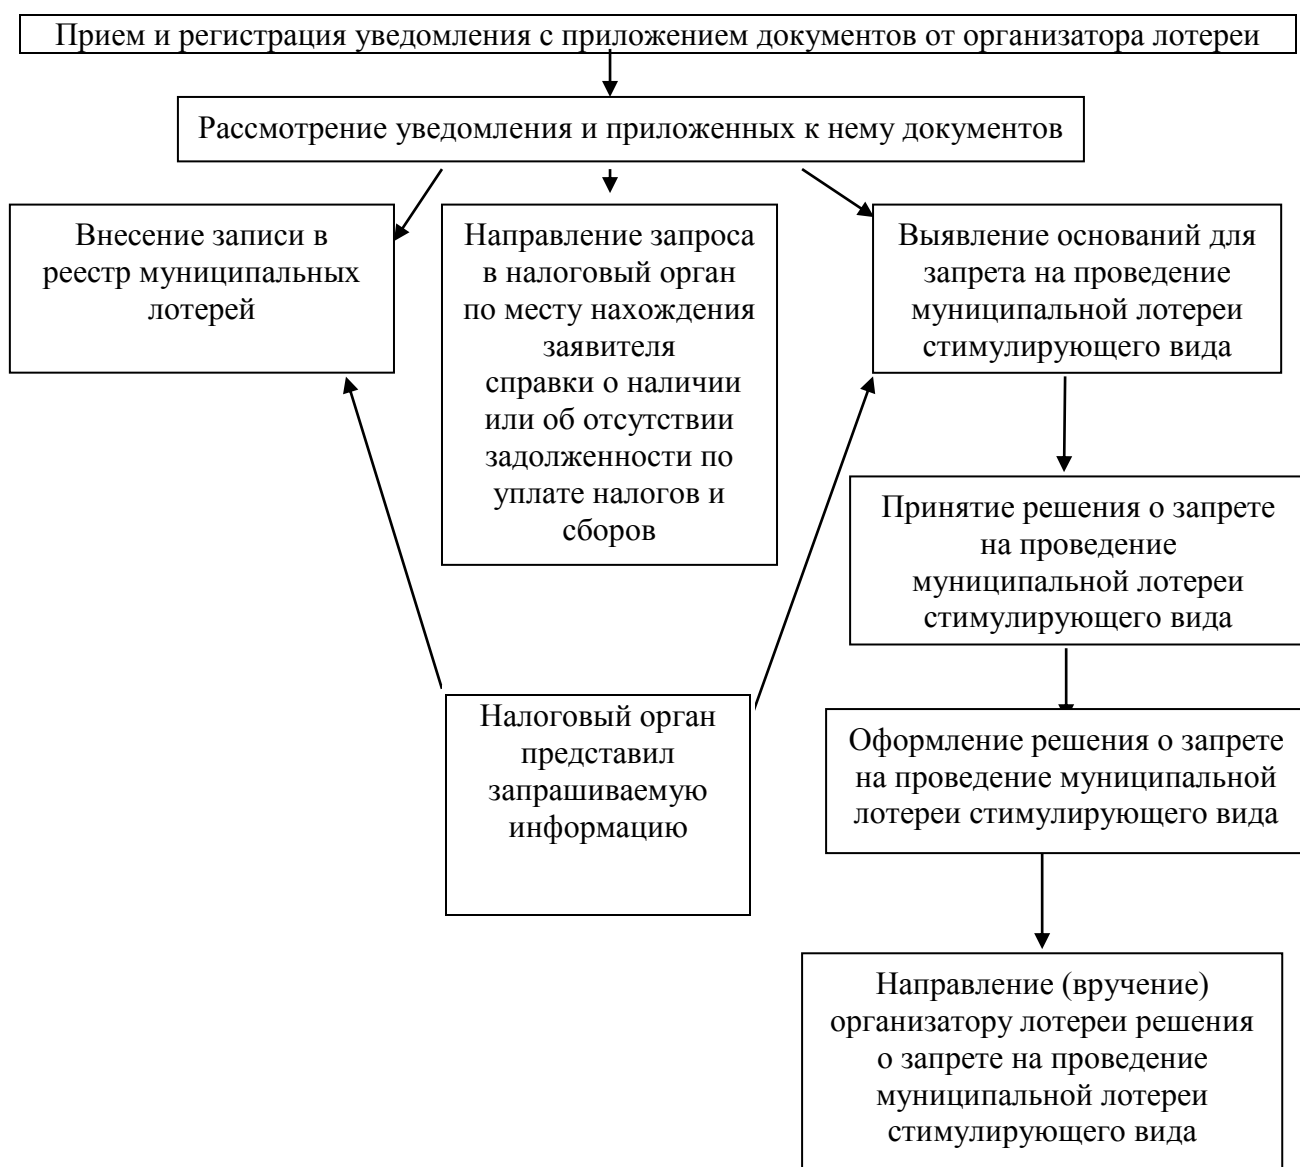 Прием и регистрация уведомления с приложением документов от организатора лотереи
Рассмотрение уведомления и приложенных к нему документов
Внесение записи в
реестр муниципальных
лотерей
Направление запроса
в налоговый орган
по месту нахождения
заявителя
справки о наличии
или об отсутствии
задолженности по
уплате налогов и
сборов
Выявление оснований для
запрета на проведение
муниципальной лотереи
стимулирующего вида
Принятие решения о запрете
на проведение
муниципальной лотереи
стимулирующего вида
Налоговый орган
представил
запрашиваемую
информацию
Оформление решения о запрете
на проведение муниципальной
лотереи стимулирующего вида
Направление (вручение)
организатору лотереи решения
о запрете на проведение
муниципальной лотереи
стимулирующего вида